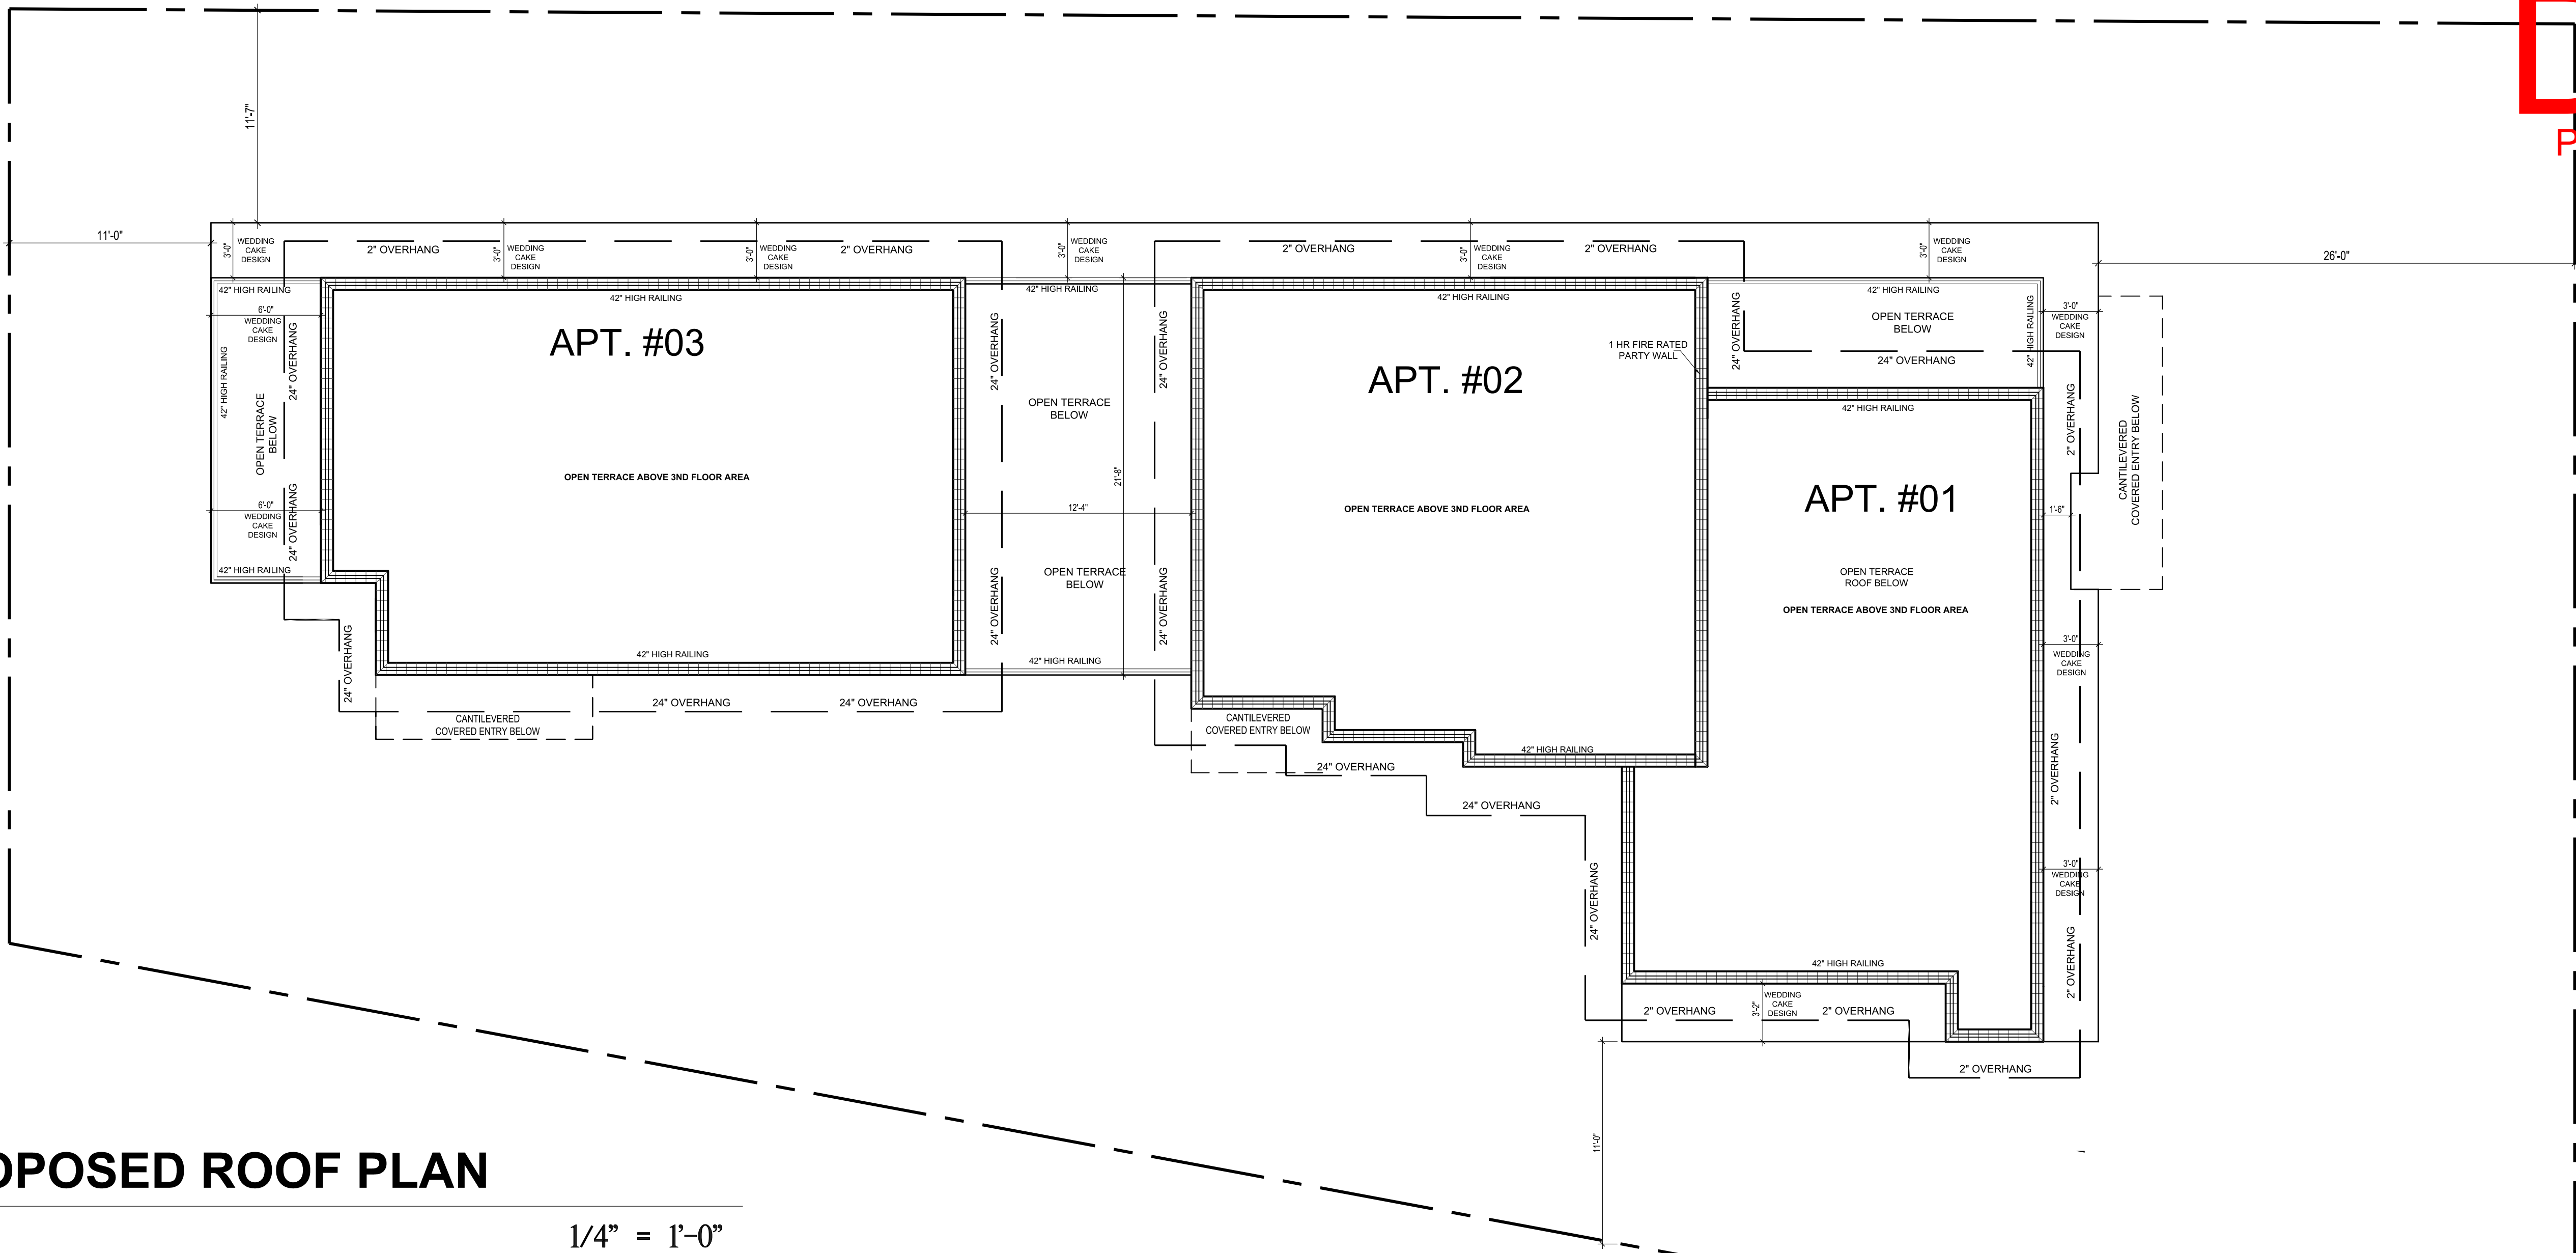 D
P
11'-7"
11'-0"
26'-0"
3'-0"
WEDDING
CAKE
DESIGN
2" OVERHANG
3'-0"
WEDDING
CAKE
DESIGN
3'-0"
WEDDING
CAKE
DESIGN
2" OVERHANG
3'-0"
WEDDING
CAKE
DESIGN
2" OVERHANG
3'-0"
WEDDING
CAKE
DESIGN
2" OVERHANG
3'-0"
WEDDING
CAKE
DESIGN
42" HIGH RAILING
6'-0"
WEDDING
CAKE
DESIGN
42" HIGH RAILING
OPEN TERRACE
BELOW
24" OVERHANG
24" OVERHANG
6'-0"
WEDDING
CAKE
DESIGN
42" HIGH RAILING
42" HIGH RAILING
APT. #03
OPEN TERRACE ABOVE 3ND FLOOR AREA
42" HIGH RAILING
24" OVERHANG
24" OVERHANG
24" OVERHANG
CANTILEVERED
COVERED ENTRY BELOW
24" OVERHANG
24" OVERHANG
24" OVERHANG
42" HIGH RAILING
OPEN TERRACE
BELOW
21'-8"
12'-4"
OPEN TERRACE
BELOW
42" HIGH RAILING
24" OVERHANG
24" OVERHANG
42" HIGH RAILING
APT. #02
1 HR FIRE RATED
PARTY WALL
OPEN TERRACE ABOVE 3ND FLOOR AREA
CANTILEVERED
COVERED ENTRY BELOW
42" HIGH RAILING
24" OVERHANG
24" OVERHANG
24" OVERHANG
24" OVERHANG
42" HIGH RAILING
OPEN TERRACE
BELOW
42" HIGH RAILING
24" OVERHANG
42" HIGH RAILING
3'-0"
WEDDING
CAKE
DESIGN
2" OVERHANG
CANTILEVERED
COVERED ENTRY BELOW
APT. #01
1'-6"
OPEN TERRACE
ROOF BELOW
OPEN TERRACE ABOVE 3ND FLOOR AREA
3'-0"
WEDDING
CAKE
DESIGN
2" OVERHANG
3'-0"
WEDDING
CAKE
DESIGN
2" OVERHANG
42" HIGH RAILING
2" OVERHANG
3'-2"
WEDDING
CAKE
DESIGN
2" OVERHANG
2" OVERHANG
11'-0"
OPOSED ROOF PLAN
1/4" = 1'-0"